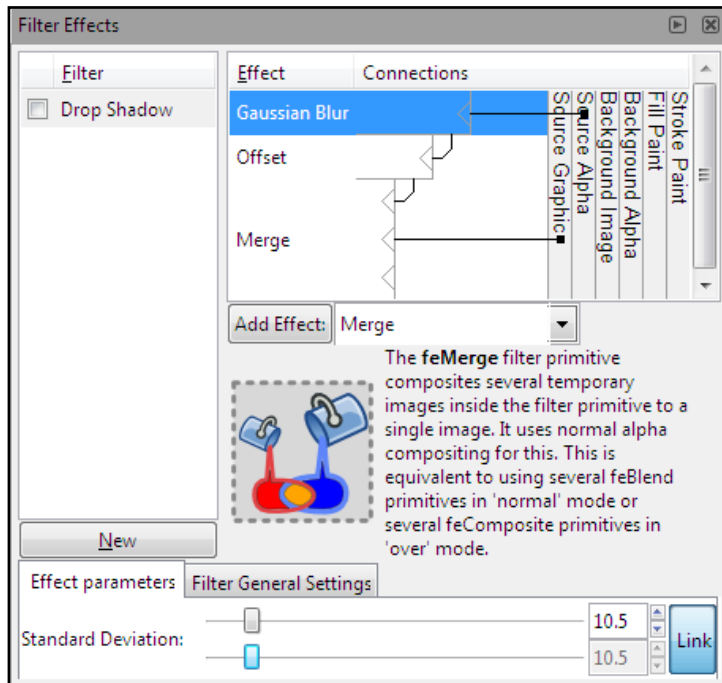 Filter Effects
Filter
Drop Shadow
New
Effect Connections
Gaussian Blur
Offset
Merge
Source Graphic
Source Alpha
Background Image
Background Alpha
Fill Paint
Stroke Paint
Add Effect: Merge
The feMerge filter primitive
composites several temporary
images inside the filter primitive to a
single image. It uses normal alpha
compositing for this. This is
equivalent to using several feBlend
primitives in 'normal' mode or
several feComposite primitives in
'over' mode.
Effect parameters Filter General Settings
Standard Deviation:
10.5
10.5
Link